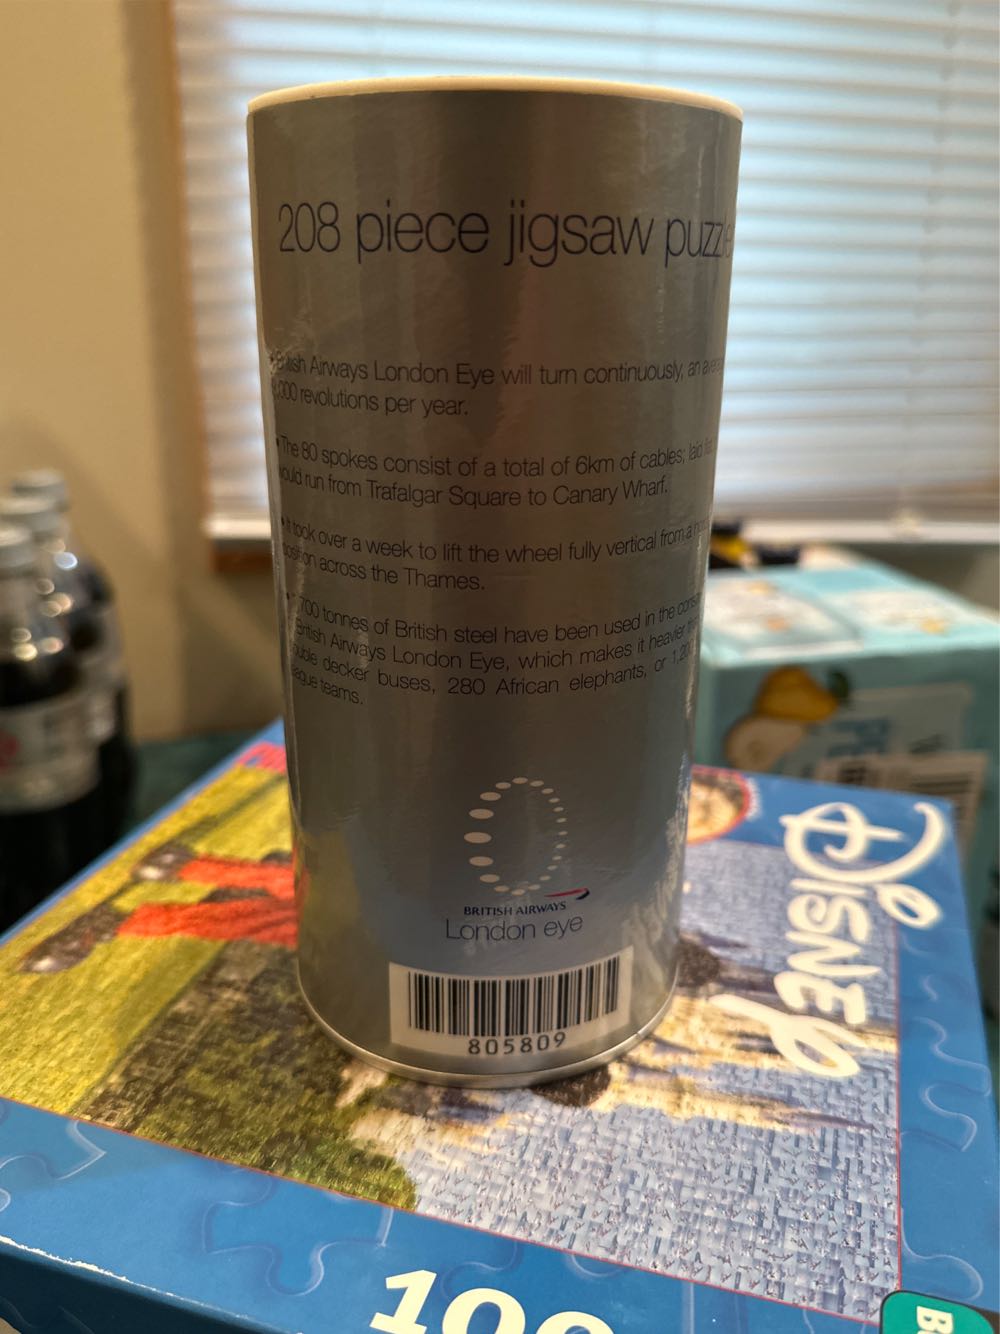 208 piece jigsaw puzzle
British Airways London Eye will turn continuously, an
revolutions per year.
• The 80 spokes consist of a total of 6km of cables; laid
would run from Trafalgar Square to Canary Wharf.
• It took over a week to lift the wheel fully vertical from a
position across the Thames.
• 700 tonnes of British steel have been used in the
British Airways London Eye, which makes it heavier
double decker buses, 280 African elephants, or
league teams.
BRITISH AIRWAYS
London eye
805809
DISNEY
100
B